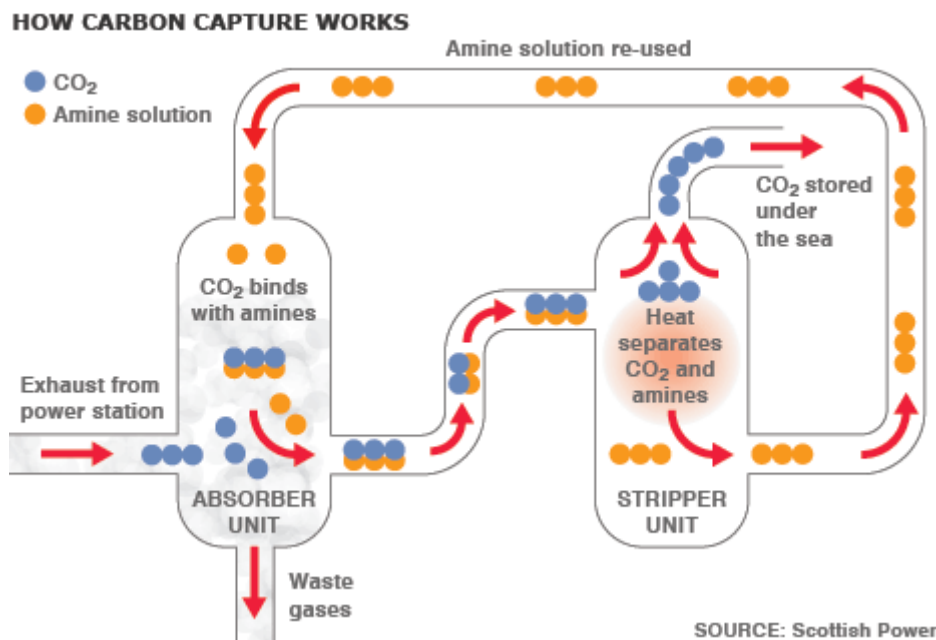 HOW CARBON CAPTURE WORKS
Amine solution re-used
CO₂
Amine solution
CO₂ stored
under
the sea
CO₂ binds
with amines
Heat
separates
CO₂ and
amines
Exhaust from
power station
ABSORBER
UNIT
STRIPPER
UNIT
Waste
gases
SOURCE: Scottish Power